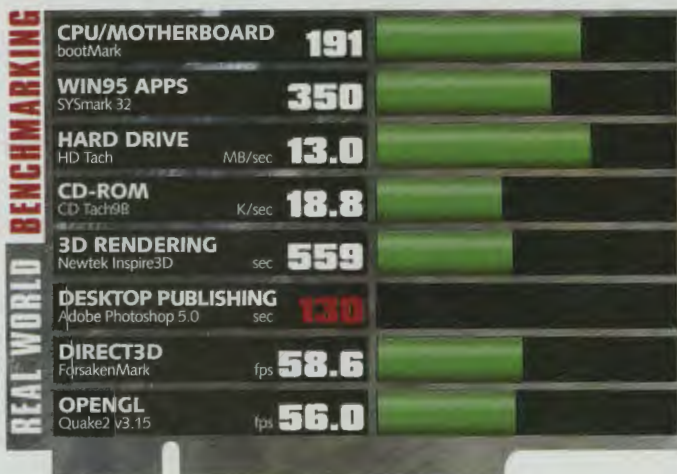 BENCHMARKING
CPU/MOTHERBOARD 191
bootMark
WIN95 APPS 350
SYSmark 32
HARD DRIVE 13.0
HD Tach MB/sec
CD-ROM 18.8
CD Tach98 K/sec
REAL WORLD
3D RENDERING 559
Newtek Inspire3D sec
DESKTOP PUBLISHING 130
Adobe Photoshop 5.0 sec
DIRECT3D 58.6
ForsakenMark fps
OPENGL 56.0
Quake2 v3.15 fps